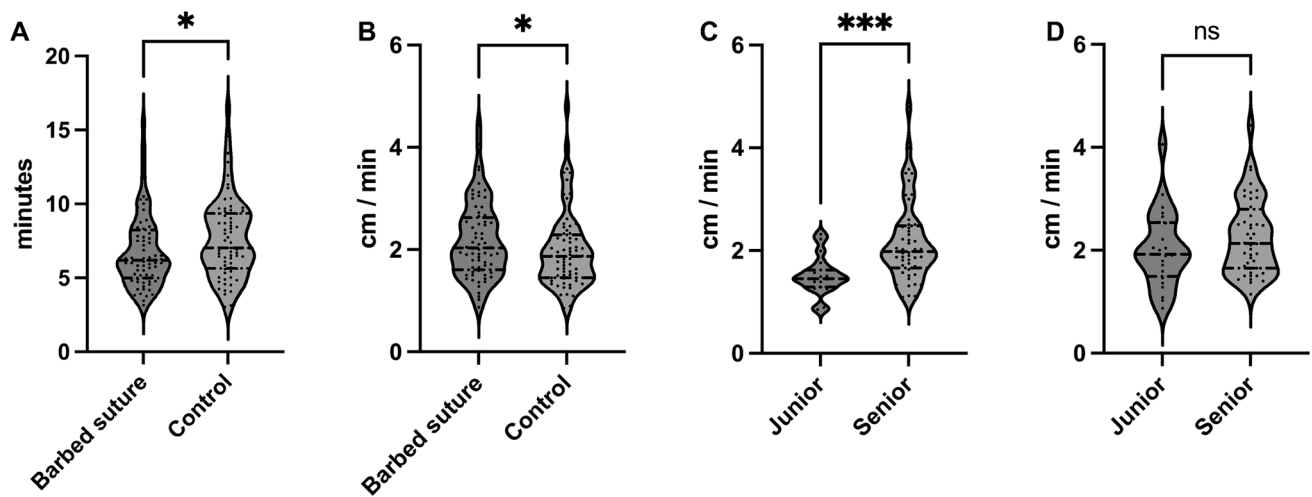 A
*
minutes
20
15
10
5
0
Barbed suture
Control
B
*
cm / min
6
4
2
0
Barbed suture
Control
C
***
cm / min
6
4
2
0
Junior
Senior
D
ns
cm / min
6
4
2
0
Junior
Senior